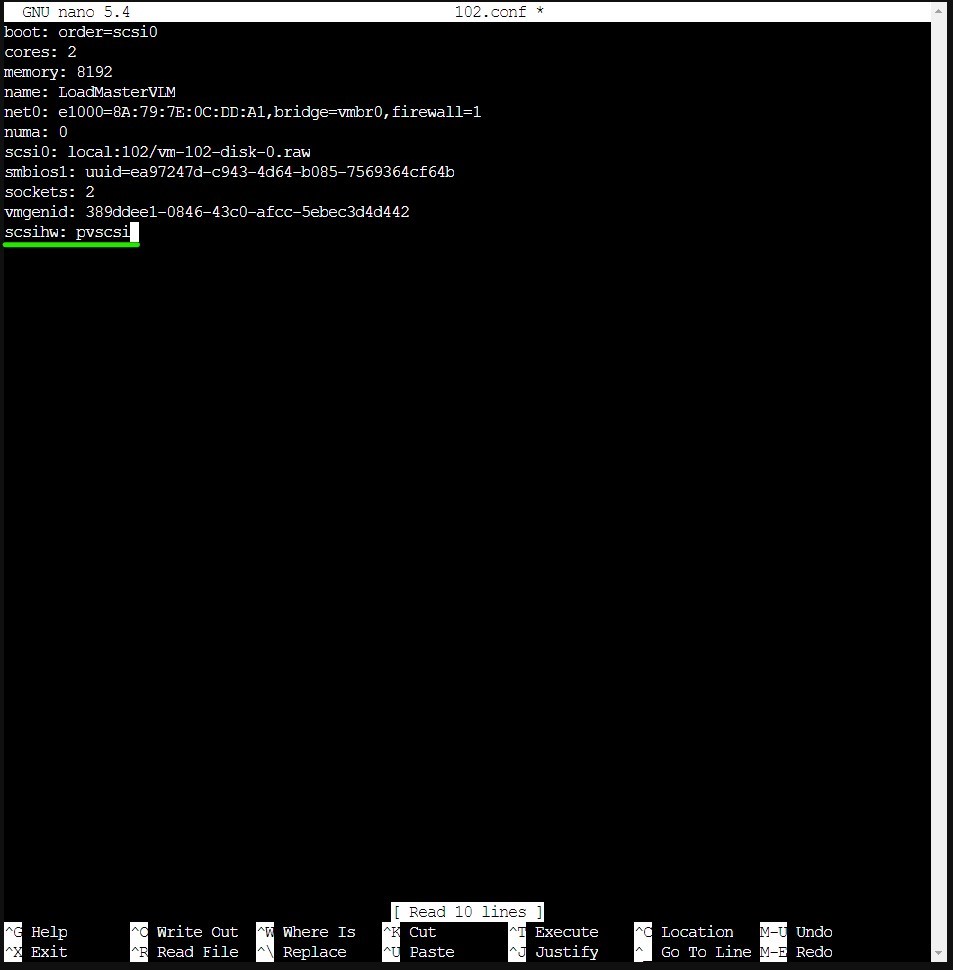 GNU nano 5.4 102.conf *
boot: order=scsi0
cores: 2
memory: 8192
name: LoadMasterVLM
net0: e1000=8A:79:7E:0C:DD:A1,bridge=vmbr0,firewall=1
numa: 0
scsi0: local:102/vm-102-disk-0.raw
smbios1: uuid=ea97247d-c943-4d64-b085-7569364cf64b
sockets: 2
vmgenid: 389ddee1-0846-43c0-afcc-5ebec3d4d442
scsihw: pvscsi
[ Read 10 lines ]
^G Help ^O Write Out ^W Where Is ^K Cut ^T Execute ^C Location M-U Undo
^X Exit ^R Read File ^\ Replace ^U Paste ^J Justify ^_ Go To Line M-E Redo